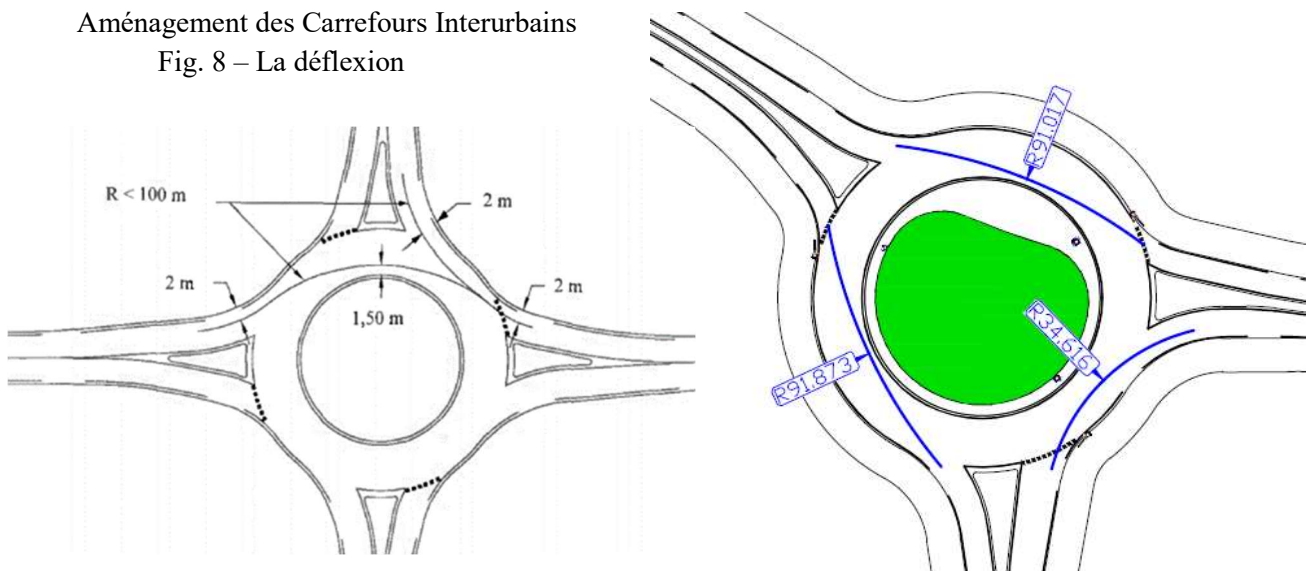 Aménagement des Carrefours Interurbains
Fig. 8 – La déflexion
R < 100 m
2 m
2 m
2 m
1,50 m
R91.017
R34.616
R91.873